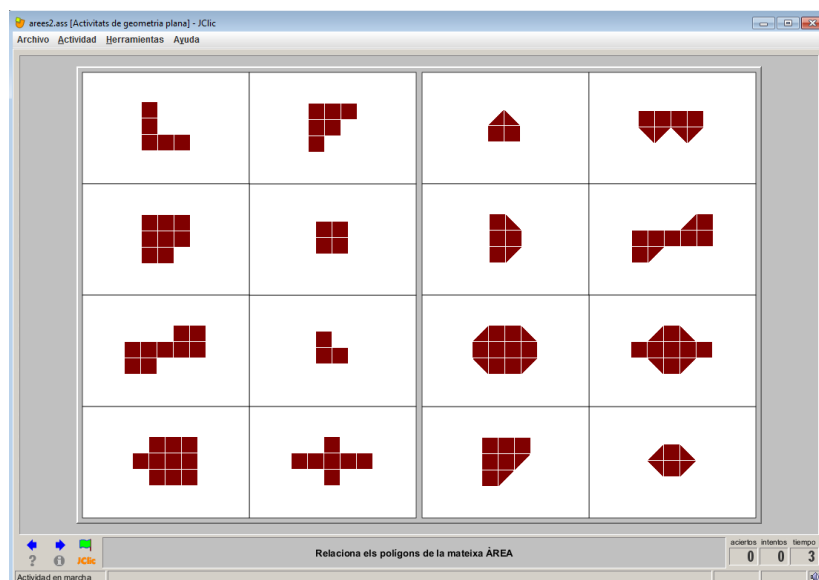 arees2.ass [Activitats de geometria plana] - JClic
Archivo Actividad Herramientas Ayuda
Relaciona els polígons de la mateixa ÀREA
aciertos intentos tiempo
0 0 3
? JClic
Actividad en marcha